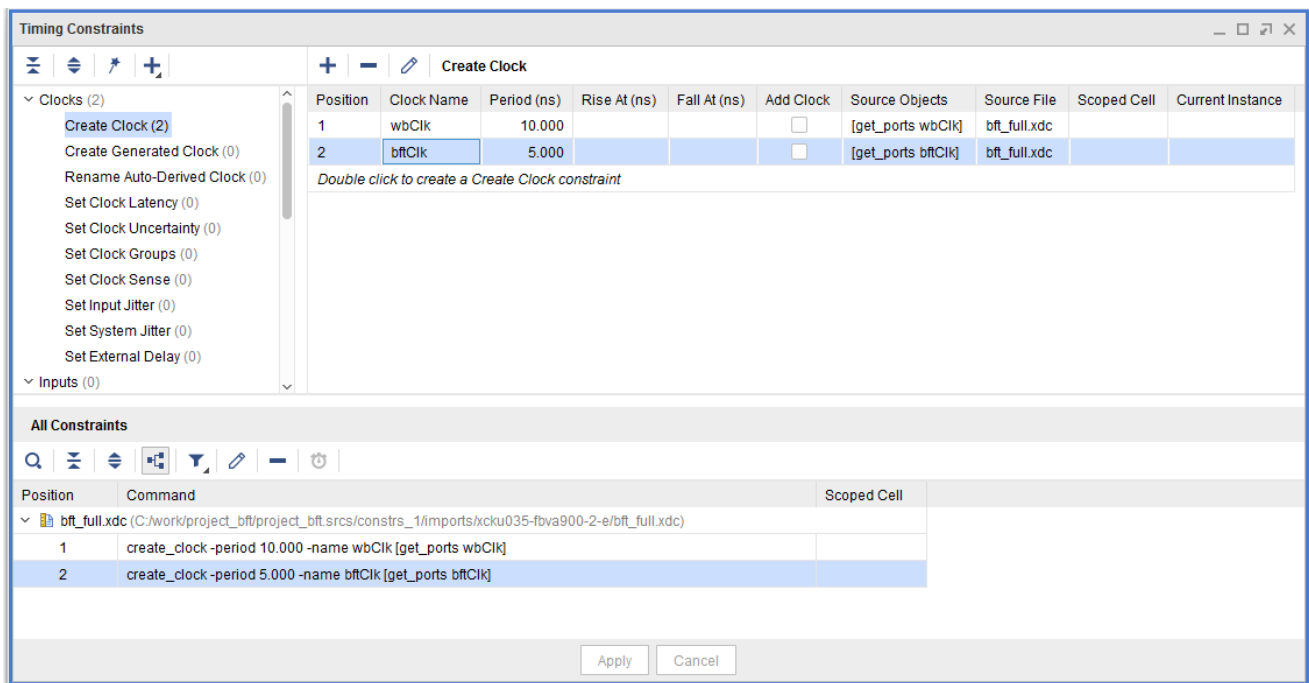 Timing Constraints
Create Clock
Clocks (2)
Create Clock (2)
Create Generated Clock (0)
Rename Auto-Derived Clock (0)
Set Clock Latency (0)
Set Clock Uncertainty (0)
Set Clock Groups (0)
Set Clock Sense (0)
Set Input Jitter (0)
Set System Jitter (0)
Set External Delay (0)
Inputs (0)
Position Clock Name Period (ns) Rise At (ns) Fall At (ns) Add Clock Source Objects Source File Scoped Cell Current Instance
1 wbClk 10.000 [get_ports wbClk] bft_full.xdc
2 bftClk 5.000 [get_ports bftClk] bft_full.xdc
Double click to create a Create Clock constraint
All Constraints
Position Command Scoped Cell
bft_full.xdc (C:/work/project_bft/project_bft.srcs/constrs_1/imports/xcku035-fbva900-2-e/bft_full.xdc)
1 create_clock -period 10.000 -name wbClk [get_ports wbClk]
2 create_clock -period 5.000 -name bftClk [get_ports bftClk]
Apply Cancel